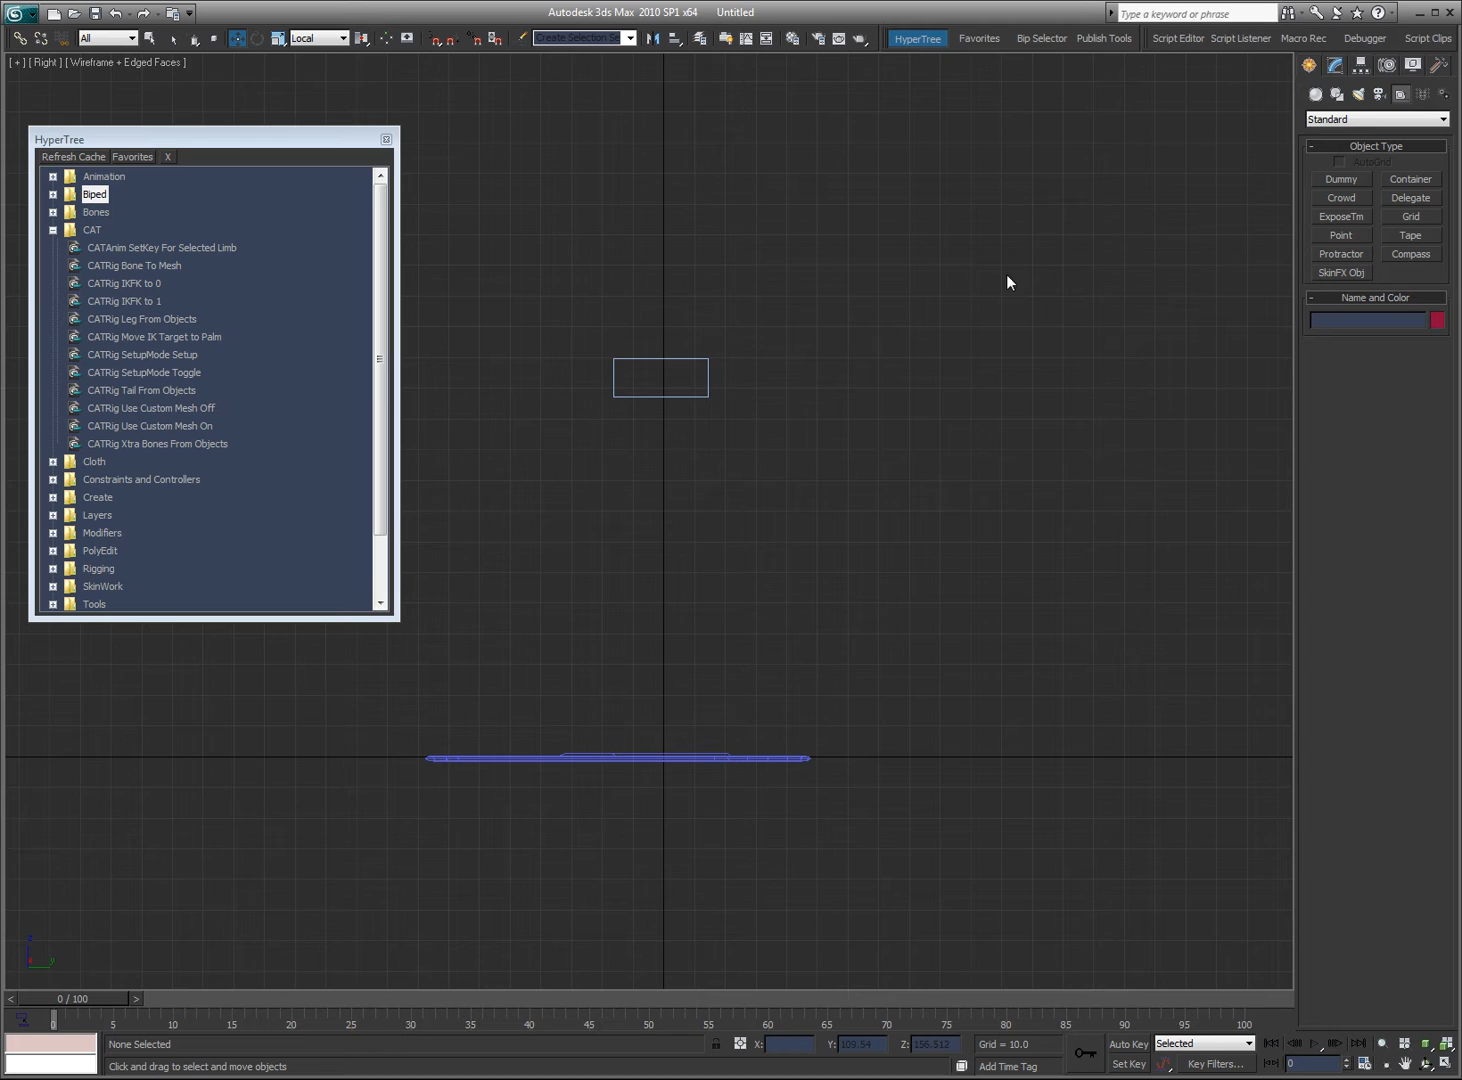 Autodesk 3ds Max 2010 SP1 x64 Untitled
Type a keyword or phrase
All
Local
Create Selection Se
HyperTree Favorites Bip Selector Publish Tools Script Editor Script Listener Macro Rec Debugger Script Clips
[ + ] [ Right ] [ Wireframe + Edged Faces ]
Standard
HyperTree
Refresh Cache Favorites X
Animation
Biped
Bones
CAT
CATAnim SetKey For Selected Limb
CATRig Bone To Mesh
CATRig IKFK to 0
CATRig IKFK to 1
CATRig Leg From Objects
CATRig Move IK Target to Palm
CATRig SetupMode Setup
CATRig SetupMode Toggle
CATRig Tail From Objects
CATRig Use Custom Mesh Off
CATRig Use Custom Mesh On
CATRig Xtra Bones From Objects
Cloth
Constraints and Controllers
Create
Layers
Modifiers
PolyEdit
Rigging
SkinWork
Tools
- Object Type
AutoGrid
Dummy Container
Crowd Delegate
ExposeTm Grid
Point Tape
Protractor Compass
SkinFX Obj
- Name and Color
z
x y
< 0 / 100 >
0 5 10 15 20 25 30 35 40 45 50 55 60 65 70 75 80 85 90 95 100
None Selected X: Y: 109.54 Z: 156.512 Grid = 10.0 Auto Key Selected
Click and drag to select and move objects Add Time Tag Set Key Key Filters... 0